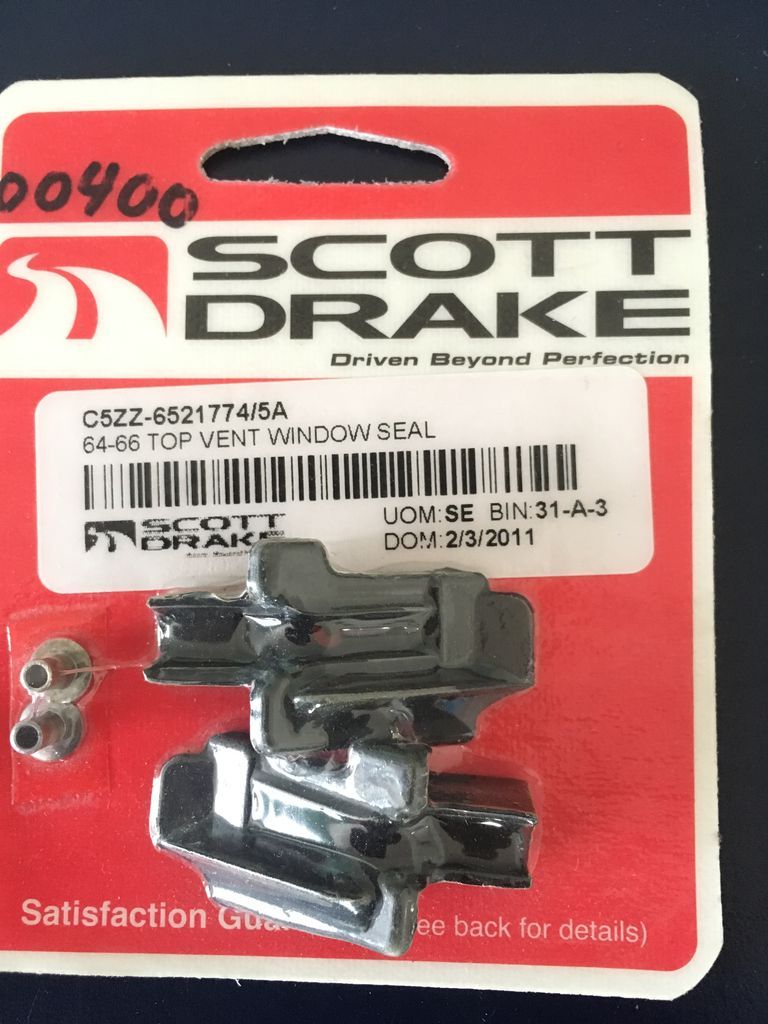 00400
SCOTT
DRAKE
Driven Beyond Perfection
C5ZZ-6521774/5A
64-66 TOP VENT WINDOW SEAL
SCOTT
DRAKE
UOM:SE BIN:31-A-3
DOM:2/3/2011
Satisfaction ee back for details)